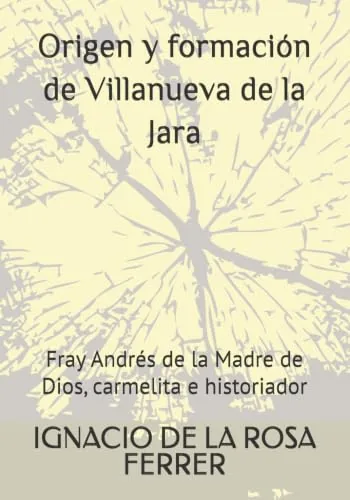 Origen y formación
de Villanueva de la
Jara
Fray Andrés de la Madre de
Dios, carmelita e historiador
IGNACIO DE LA ROSA
FERRER